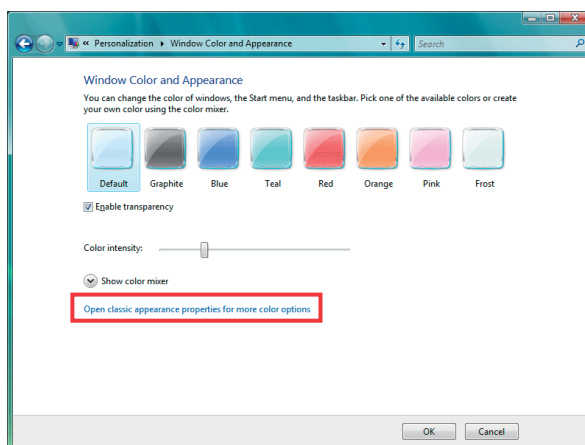 « Personalization ▸ Window Color and Appearance Search
Window Color and Appearance
You can change the color of windows, the Start menu, and the taskbar. Pick one of the available colors or create
your own color using the color mixer.
Default Graphite Blue Teal Red Orange Pink Frost
Enable transparency
Color intensity:
Show color mixer
Open classic appearance properties for more color options
OK Cancel